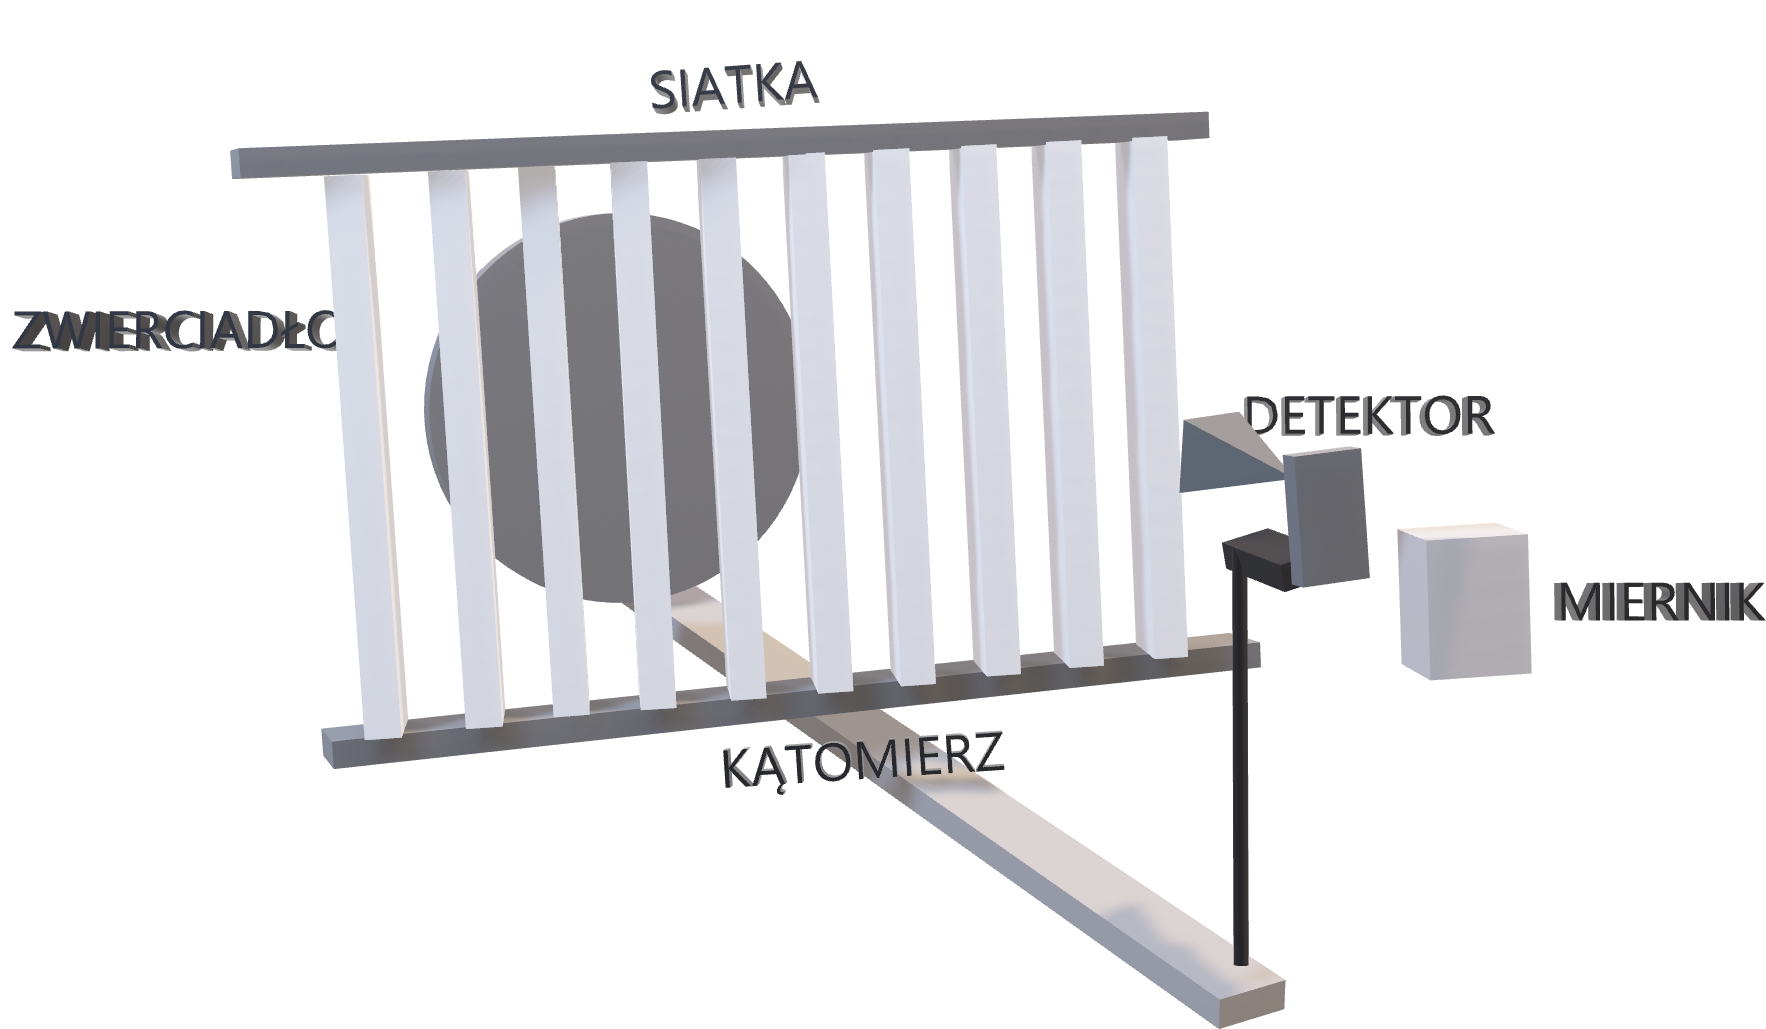 SIATKA
ZWIERCIADŁO
DETEKTOR
MIERNIK
KĄTOMIERZ